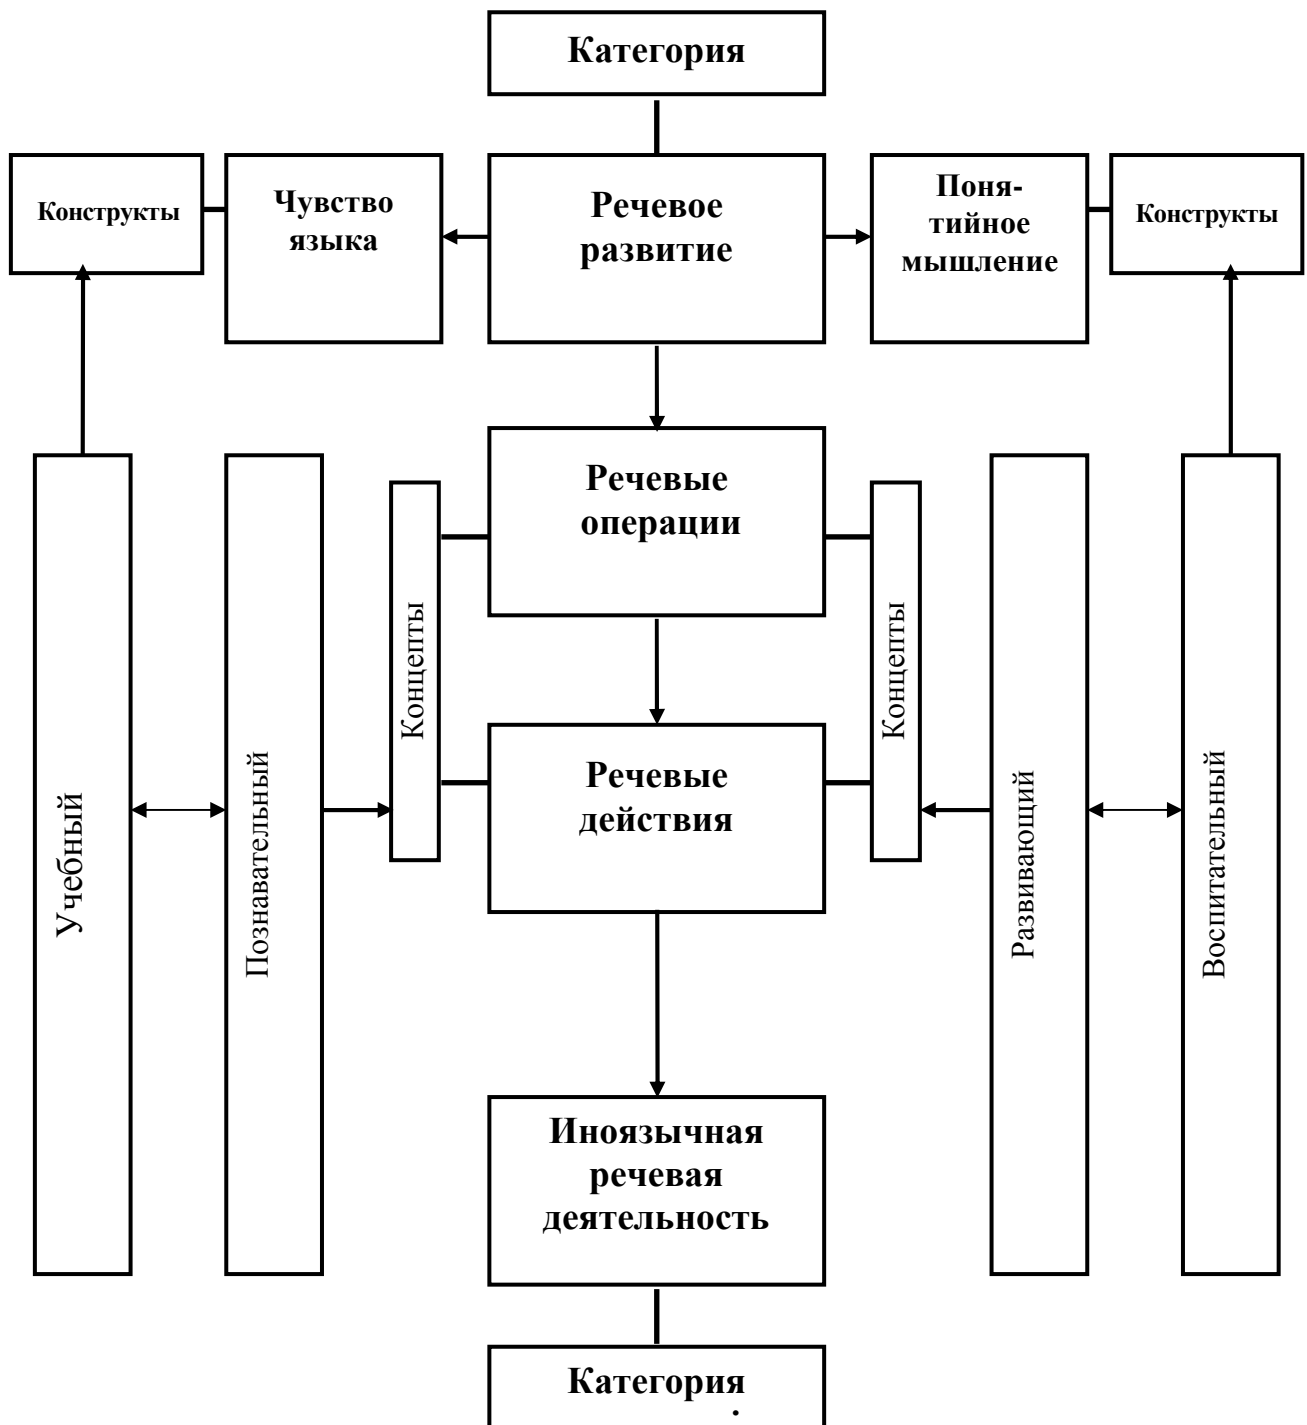 Категория
Конструкты
Чувство
языка
Речевое
развитие
Поня-
тийное
мышление
Конструкты
Речевые
операции
Концепты
Концепты
Речевые
действия
Учебный
Познавательный
Развивающий
Воспитательный
Иноязычная
речевая
деятельность
Категория
.